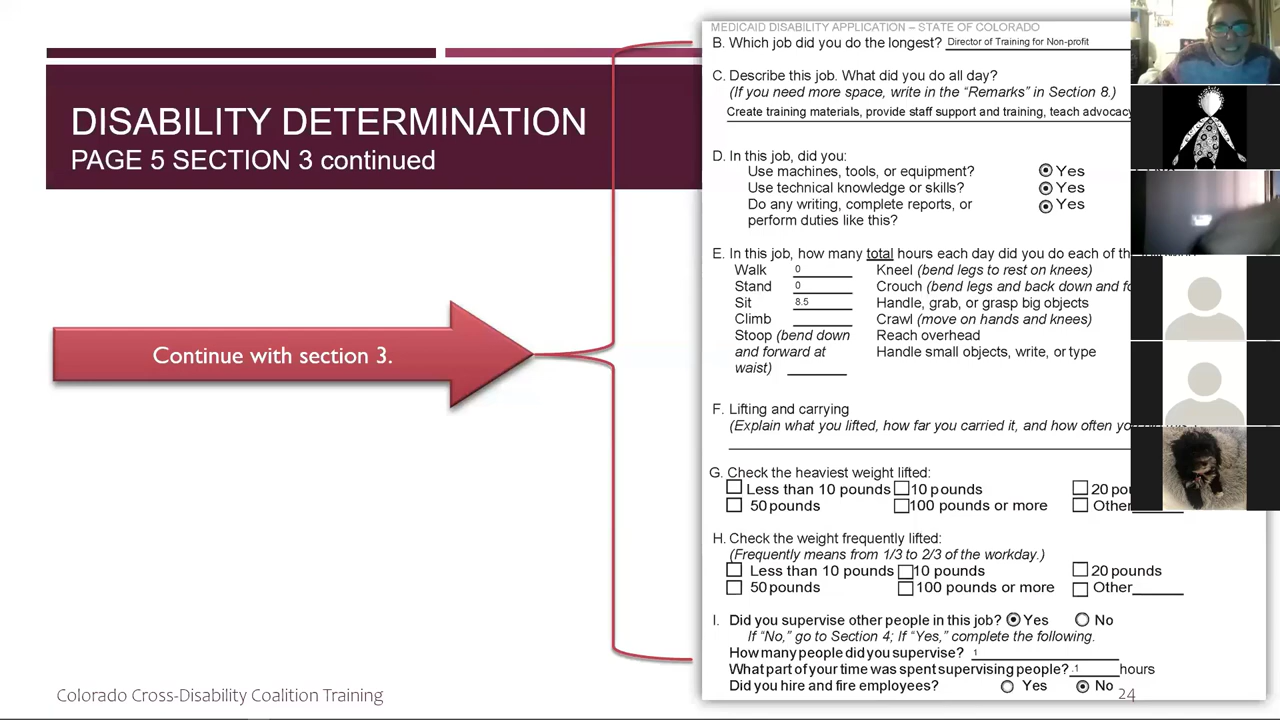 DISABILITY DETERMINATION
PAGE 5 SECTION 3 continued
Continue with section 3.
MEDICAID DISABILITY APPLICATION – STATE OF COLORADO
B. Which job did you do the longest? Director of Training for Non-profit
C. Describe this job. What did you do all day?
(If you need more space, write in the “Remarks” in Section 8.)
Create training materials, provide staff support and training, teach advocacy
D. In this job, did you:
Use machines, tools, or equipment? Yes
Use technical knowledge or skills? Yes
Do any writing, complete reports, or Yes
perform duties like this?
E. In this job, how many total hours each day did you do each of the
Walk 0 Kneel (bend legs to rest on knees)
Stand 0 Crouch (bend legs and back down and
Sit 8.5 Handle, grab, or grasp big objects
Climb Crawl (move on hands and knees)
Stoop (bend down Reach overhead
and forward at Handle small objects, write, or type
waist)
F. Lifting and carrying
(Explain what you lifted, how far you carried it, and how often
G. Check the heaviest weight lifted:
Less than 10 pounds 10 pounds 20
50 pounds 100 pounds or more Other
H. Check the weight frequently lifted:
(Frequently means from 1/3 to 2/3 of the workday.)
Less than 10 pounds 10 pounds 20 pounds
50 pounds 100 pounds or more Other
I. Did you supervise other people in this job? Yes No
If “No,” go to Section 4; If “Yes,” complete the following.
How many people did you supervise? 1
What part of your time was spent supervising people? .1 hours
Did you hire and fire employees? Yes No
Colorado Cross-Disability Coalition Training
24